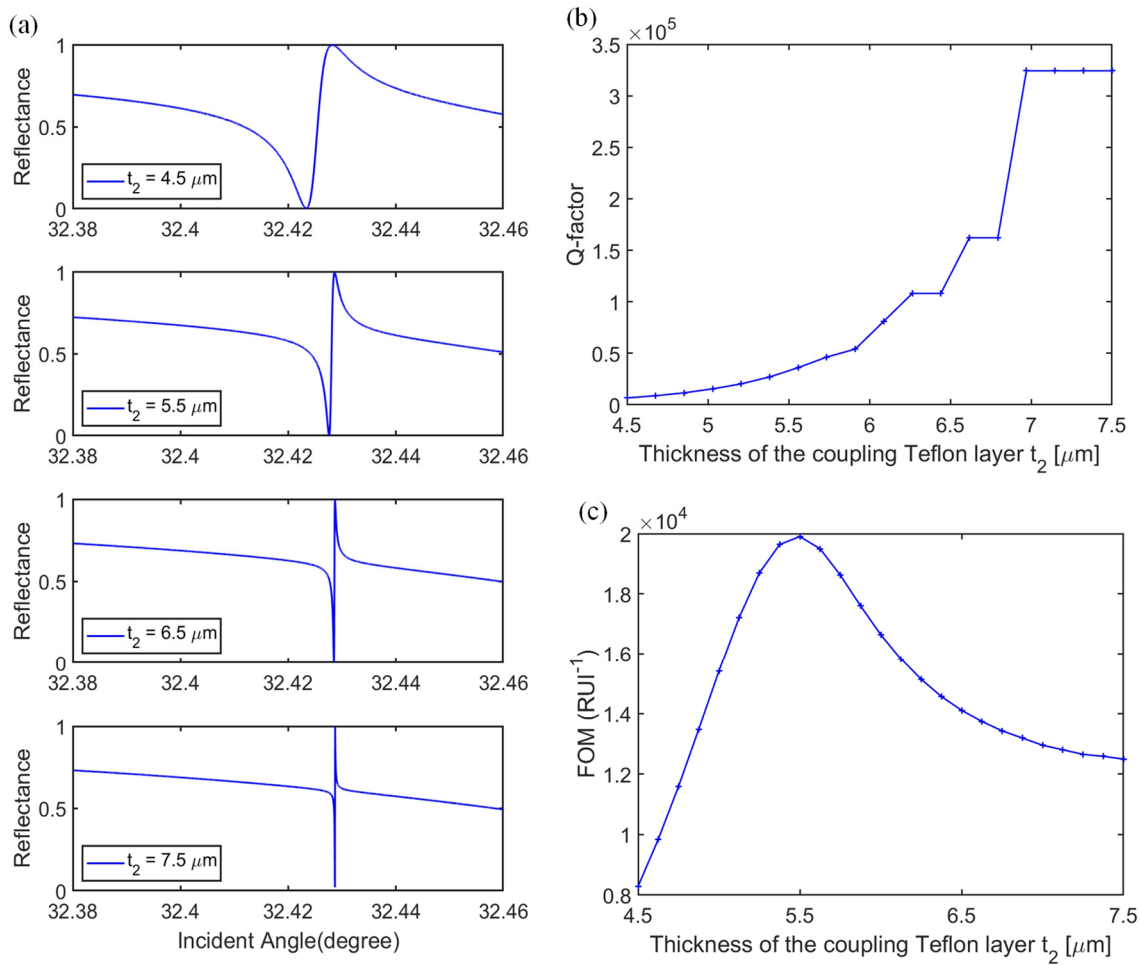 (a)
1
0.5
0
Reflectance
t2 = 4.5 μm
32.38 32.4 32.42 32.44 32.46
1
0.5
0
Reflectance
t2 = 5.5 μm
32.38 32.4 32.42 32.44 32.46
1
0.5
0
Reflectance
t2 = 6.5 μm
32.38 32.4 32.42 32.44 32.46
1
0.5
0
Reflectance
t2 = 7.5 μm
32.38 32.4 32.42 32.44 32.46
Incident Angle(degree)
(b)
×10^5
3.5
3
2.5
2
1.5
1
0.5
0
Q-factor
4.5 5 5.5 6 6.5 7 7.5
Thickness of the coupling Teflon layer t2 [μm]
(c)
×10^4
2
1.8
1.6
1.4
1.2
1
0.8
FOM (RUI^-1)
4.5 5.5 6.5 7.5
Thickness of the coupling Teflon layer t2 [μm]